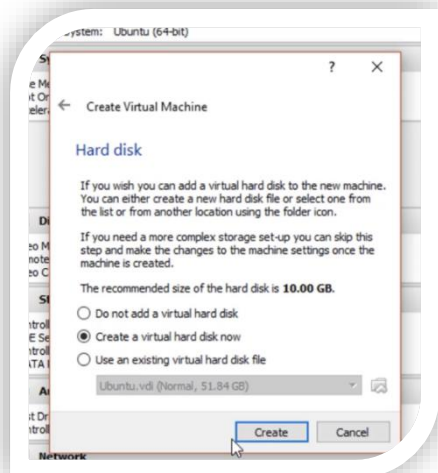 System: Ubuntu (64-bit)
?
Create Virtual Machine
Hard disk
If you wish you can add a virtual hard disk to the new machine.
You can either create a new hard disk file or select one from
the list or from another location using the folder icon.
If you need a more complex storage set-up you can skip this
step and make the changes to the machine settings once the
machine is created.
The recommended size of the hard disk is 10.00 GB.
Do not add a virtual hard disk
Create a virtual hard disk now
Use an existing virtual hard disk file
Ubuntu.vdi (Normal, 51.84 GB)
Create Cancel
Network